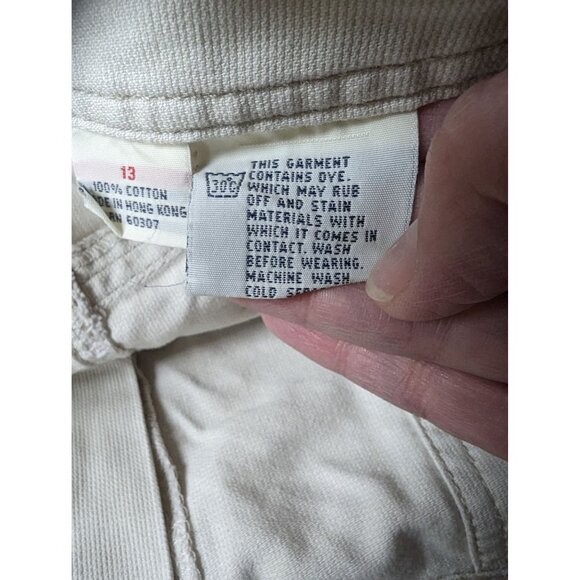 13
100% COTTON
DE IN HONG KONG
60307
30C
THIS GARMENT
CONTAINS DYE.
WHICH MAY RUB
OFF AND STAIN
MATERIALS WITH
WHICH IT COMES IN
CONTACT. WASH
BEFORE WEARING.
MACHINE WASH
COLD